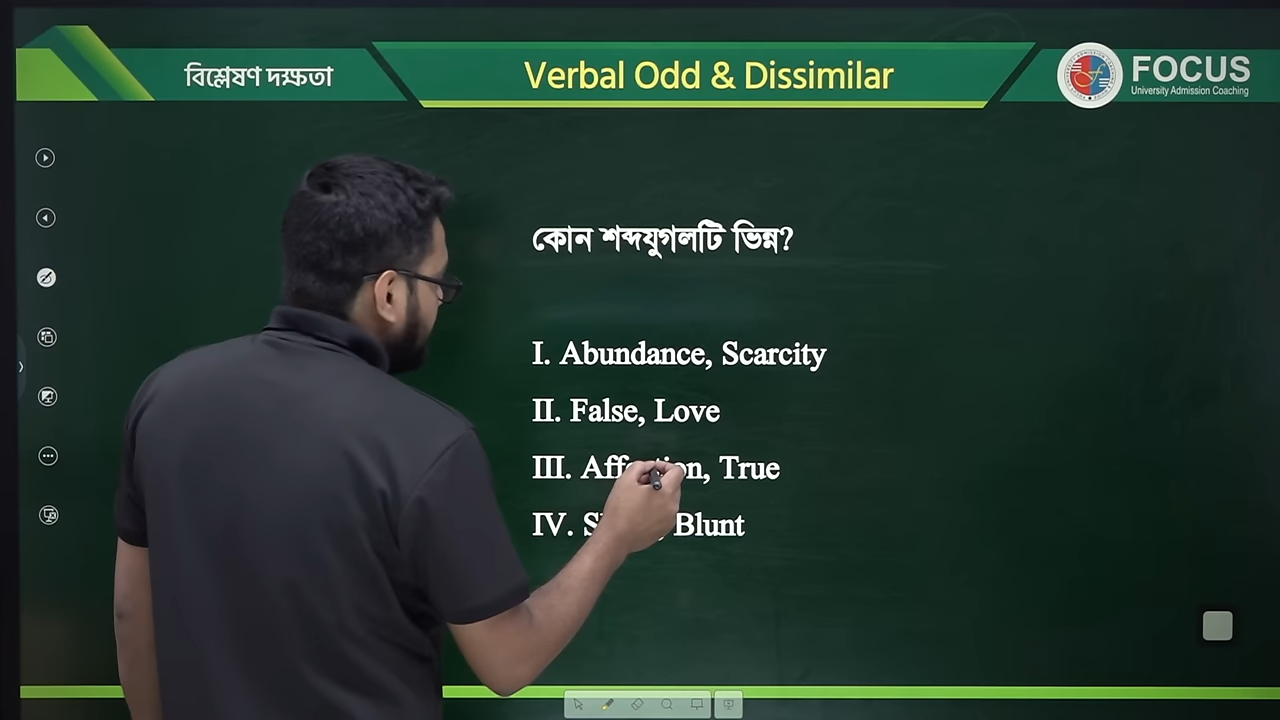 বিশ্লেষণ দক্ষতা
Verbal Odd & Dissimilar
FOCUS
University Admission Coaching
কোন শব্দযুগলটি ভিন্ন?
I. Abundance, Scarcity
II. False, Love
III. Affection, True
IV. Blunt